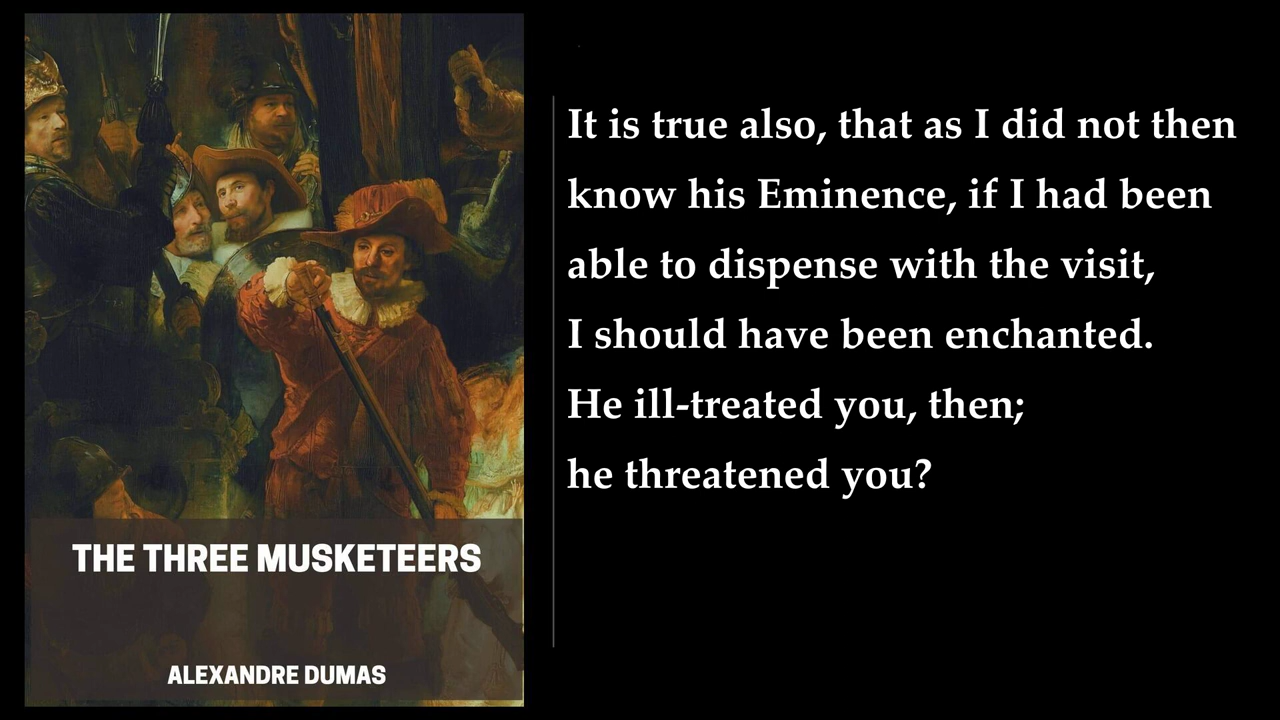 THE THREE MUSKETEERS
ALEXANDRE DUMAS
It is true also, that as I did not then
know his Eminence, if I had been
able to dispense with the visit,
I should have been enchanted.
He ill-treated you, then;
he threatened you?